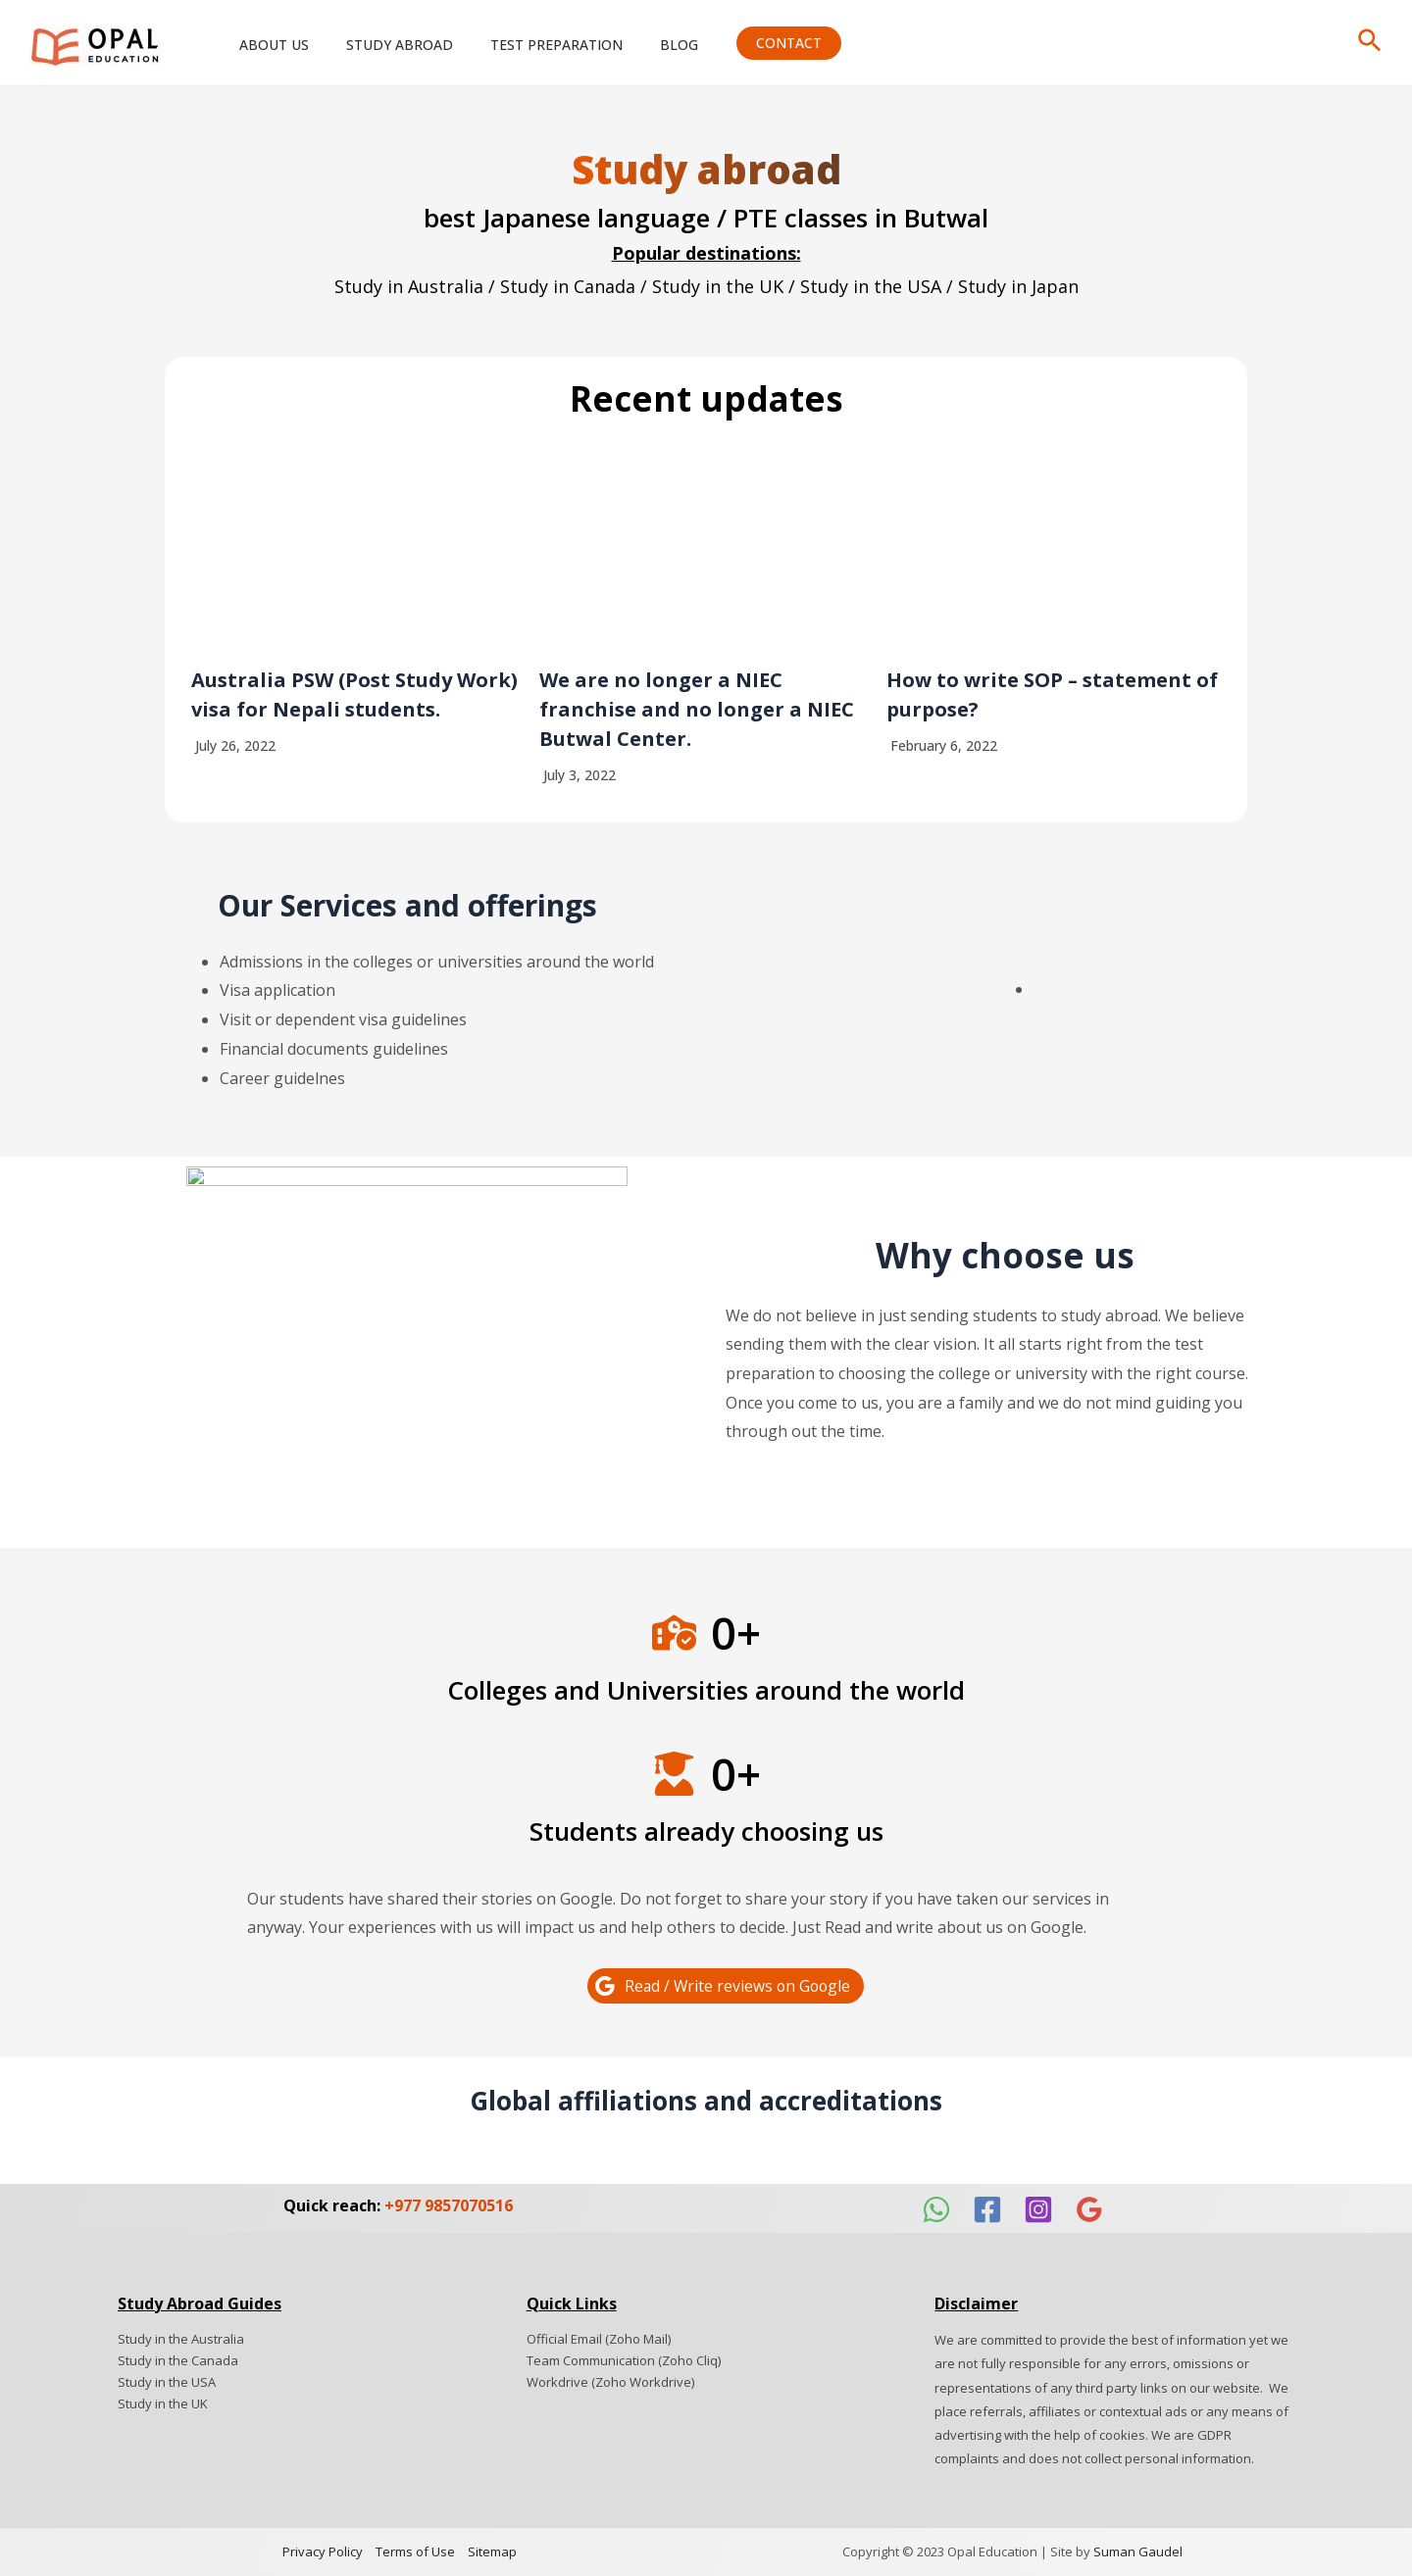 OPAL
EDUCATION
ABOUT US
STUDY ABROAD
TEST PREPARATION
BLOG
CONTACT
Study abroad
best Japanese language / PTE classes in Butwal
Popular destinations:
Study in Australia / Study in Canada / Study in the UK / Study in the USA / Study in Japan
Recent updates
Australia PSW (Post Study Work)
visa for Nepali students.
July 26, 2022
We are no longer a NIEC
franchise and no longer a NIEC
Butwal Center.
July 3, 2022
How to write SOP – statement of
purpose?
February 6, 2022
Our Services and offerings
Admissions in the colleges or universities around the world
Visa application
Visit or dependent visa guidelines
Financial documents guidelines
Career guidelnes
Why choose us
We do not believe in just sending students to study abroad. We believe
sending them with the clear vision. It all starts right from the test
preparation to choosing the college or university with the right course.
Once you come to us, you are a family and we do not mind guiding you
through out the time.
0+
Colleges and Universities around the world
0+
Students already choosing us
Our students have shared their stories on Google. Do not forget to share your story if you have taken our services in
anyway. Your experiences with us will impact us and help others to decide. Just Read and write about us on Google.
Read / Write reviews on Google
Global affiliations and accreditations
Quick reach: +977 9857070516
Study Abroad Guides
Study in the Australia
Study in the Canada
Study in the USA
Study in the UK
Quick Links
Official Email (Zoho Mail)
Team Communication (Zoho Cliq)
Workdrive (Zoho Workdrive)
Disclaimer
We are committed to provide the best of information yet we
are not fully responsible for any errors, omissions or
representations of any third party links on our website.  We
place referrals, affiliates or contextual ads or any means of
advertising with the help of cookies. We are GDPR
complaints and does not collect personal information.
Privacy Policy Terms of Use Sitemap
Copyright © 2023 Opal Education | Site by Suman Gaudel